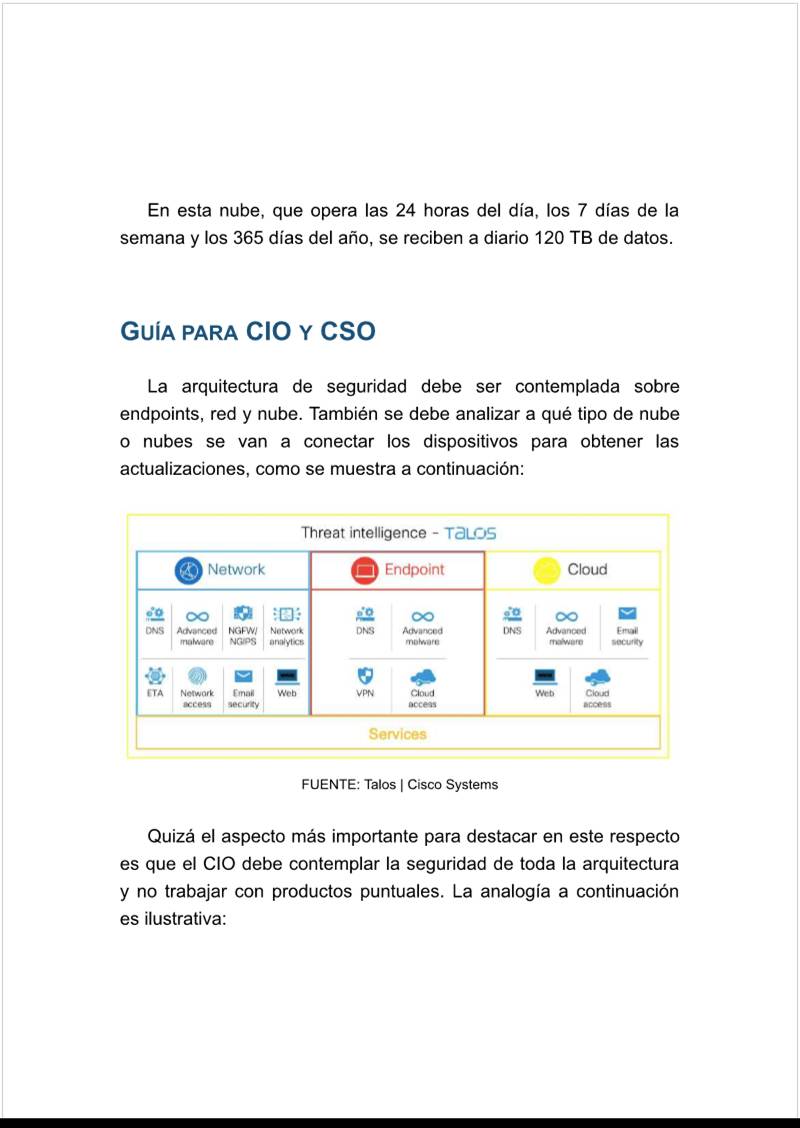 En esta nube, que opera las 24 horas del día, los 7 días de la
semana y los 365 días del año, se reciben a diario 120 TB de datos.
GUÍA PARA CIO Y CSO
La arquitectura de seguridad debe ser contemplada sobre
endpoints, red y nube. También se debe analizar a qué tipo de nube
o nubes se van a conectar los dispositivos para obtener las
actualizaciones, como se muestra a continuación:
Threat intelligence - TALOS
Network
Endpoint
Cloud
DNS
Advanced
malware
NGFW/
NGIPS
Network
analytics
ETA
Network
access
Email
security
Web
DNS
Advanced
malware
VPN
Cloud
access
DNS
Advanced
malware
Email
security
Web
Cloud
access
Services
FUENTE: Talos | Cisco Systems
Quizá el aspecto más importante para destacar en este respecto
es que el CIO debe contemplar la seguridad de toda la arquitectura
y no trabajar con productos puntuales. La analogía a continuación
es ilustrativa: